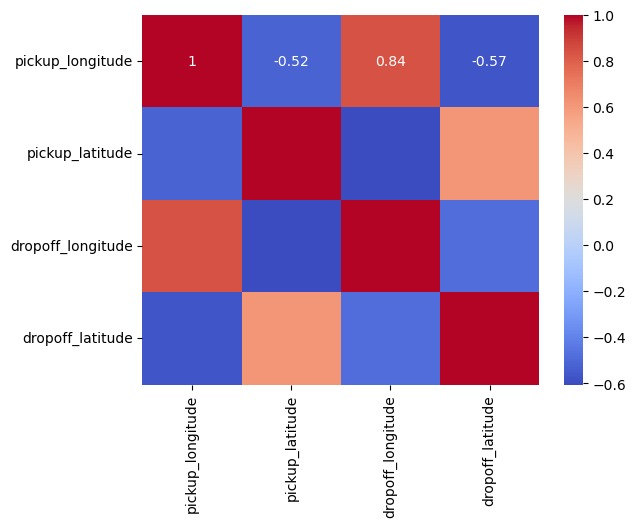 pickup_longitude 1 -0.52 0.84 -0.57
pickup_latitude
dropoff_longitude
dropoff_latitude
pickup_longitude
pickup_latitude
dropoff_longitude
dropoff_latitude
1.0
0.8
0.6
0.4
0.2
0.0
−0.2
−0.4
−0.6